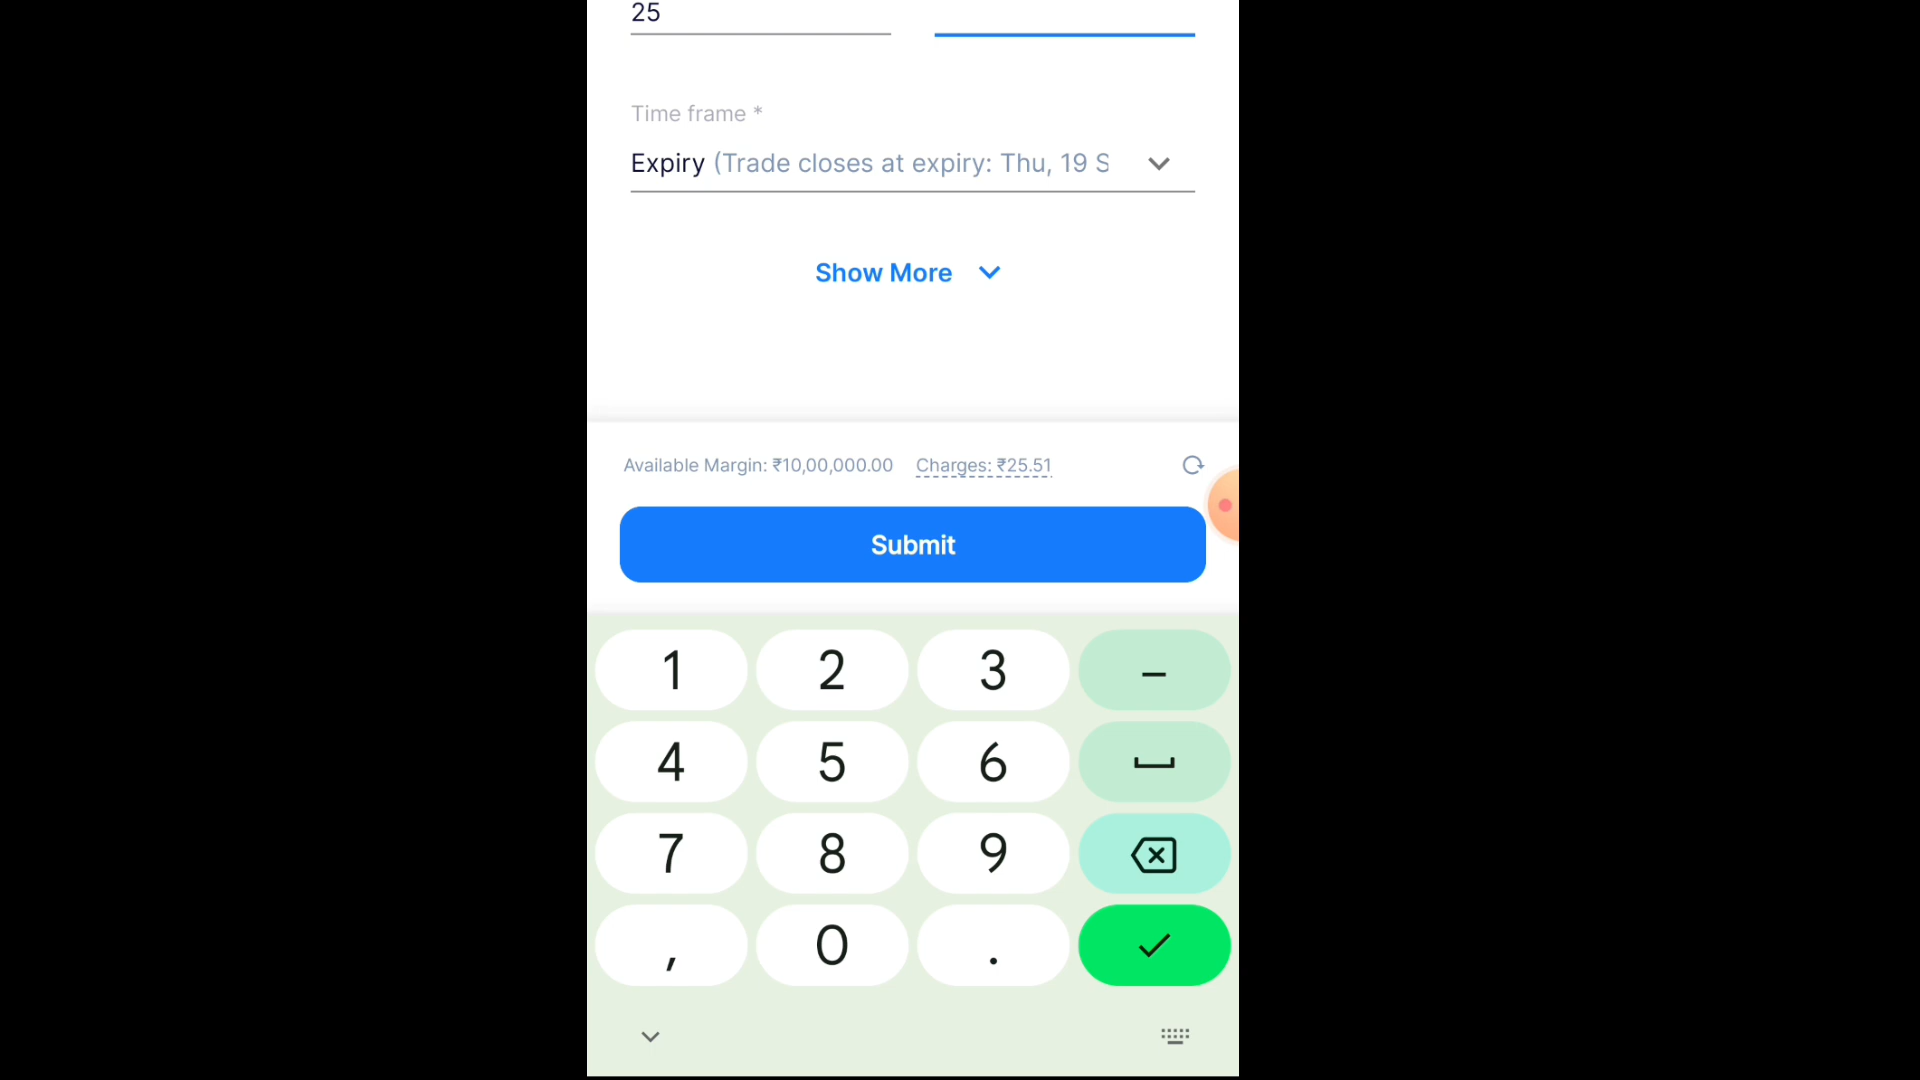 25
Time frame *
Expiry (Trade closes at expiry: Thu, 19 S
Show More
Available Margin: ₹10,00,000.00 Charges: ₹25.51
Submit
1 2 3 –
4 5 6
7 8 9
, 0 .